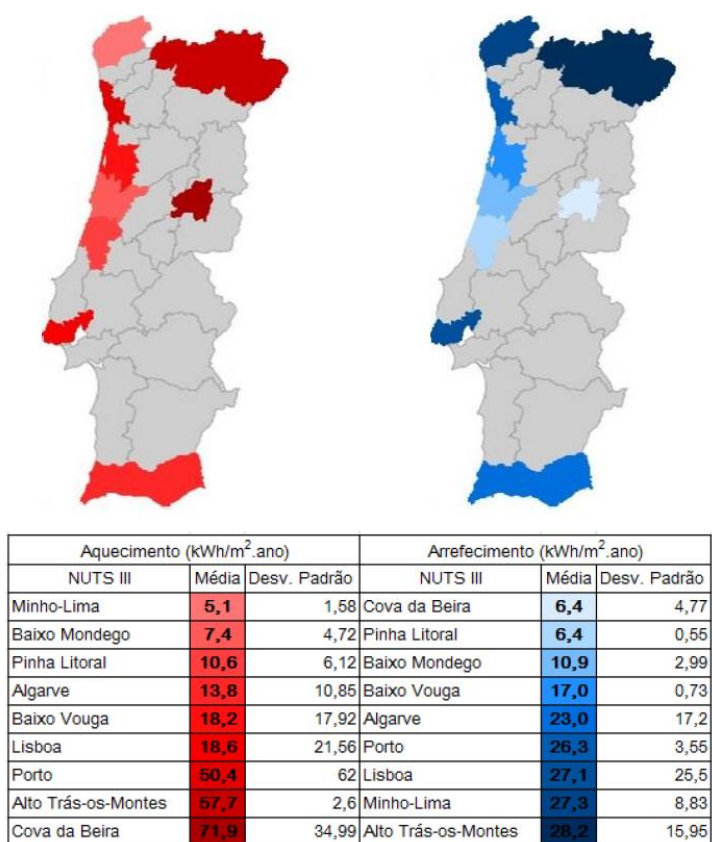 Aquecimento (kWh/m².ano) Arrefecimento (kWh/m².ano)
NUTS III Média Desv. Padrão NUTS III Média Desv. Padrão
Minho-Lima 5,1 1,58 Cova da Beira 6,4 4,77
Baixo Mondego 7,4 4,72 Pinha Litoral 6,4 0,55
Pinha Litoral 10,6 6,12 Baixo Mondego 10,9 2,99
Algarve 13,8 10,85 Baixo Vouga 17,0 0,73
Baixo Vouga 18,2 17,92 Algarve 23,0 17,2
Lisboa 18,6 21,56 Porto 26,3 3,55
Porto 50,4 62 Lisboa 27,1 25,5
Alto Trás-os-Montes 57,7 2,6 Minho-Lima 27,3 8,83
Cova da Beira 71,9 34,99 Alto Trás-os-Montes 28,2 15,95